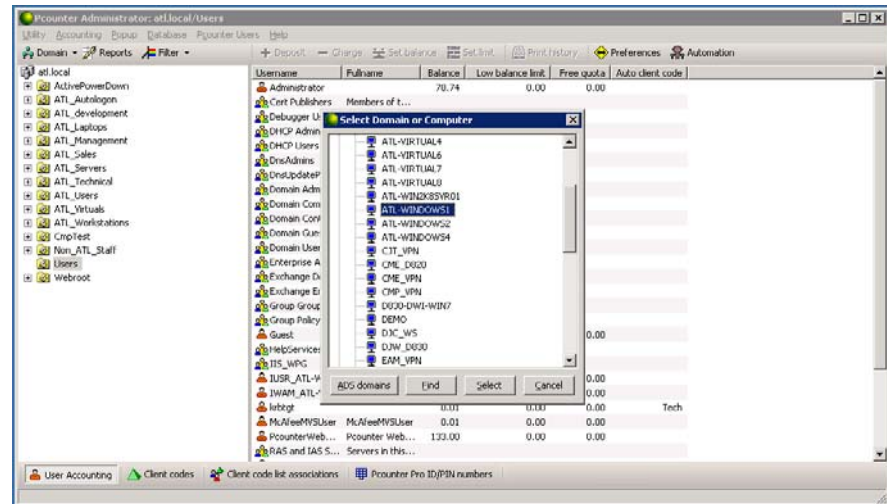 Pcounter Administrator: atl.local/Users
Utility Accounting Popup Database Pcounter Users Help
Domain Reports Filter Deposit Charge Set balance Set limit Print history Preferences Automation
atl.local
ActivePowerDown
ATL_Autologon
ATL_development
ATL_Laptops
ATL_Management
ATL_Sales
ATL_Servers
ATL_Technical
ATL_Users
ATL_Virtuals
ATL_Workstations
CmpTest
Non_ATL_Staff
Users
Webroot
Username Fullname Balance Low balance limit Free quota Auto client code
Administrator 70.74 0.00 0.00
Cert Publishers Members of t...
Debugger U
DHCP Admin
DHCP Users
DnsAdmins
DnsUpdateP
Domain Adm
Domain Com
Domain Cont
Domain Gue
Domain User
Enterprise A
Exchange D
Exchange En
Group Group
Group Policy
Guest 0.00
HelpService
IIS_WPG
IUSR_ATL-W 0.00
IWAM_ATL- 0.00
krbtgt 0.01 0.00 0.00 Tech
McAfeeMVSUser McAfeeMVSUser 0.01 0.00 0.00
PcounterWeb... Pcounter Web... 133.00 0.00 0.00
RAS and IAS S... Servers in this...
Select Domain or Computer
ATL-VIRTUAL4
ATL-VIRTUAL6
ATL-VIRTUAL7
ATL-VIRTUAL8
ATL-WIN2K8SVR01
ATL-WINDOWS1
ATL-WINDOWS2
ATL-WINDOWS4
CJT_VPN
CME_D820
CME_VPN
CMP_VPN
D830-DWI-WIN7
DEMO
DJC_WS
DJW_D830
EAM_VPN
ADS domains Find Select Cancel
User Accounting Client codes Client code list associations Pcounter Pro ID/PIN numbers